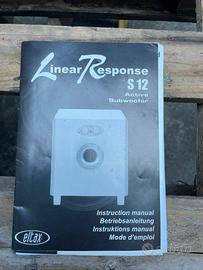 Linear Response
S 12
Active
Subwoofer
Instruction manual
Betriebsanleitung
Instruktions manual
Mode d'emploi
eltax